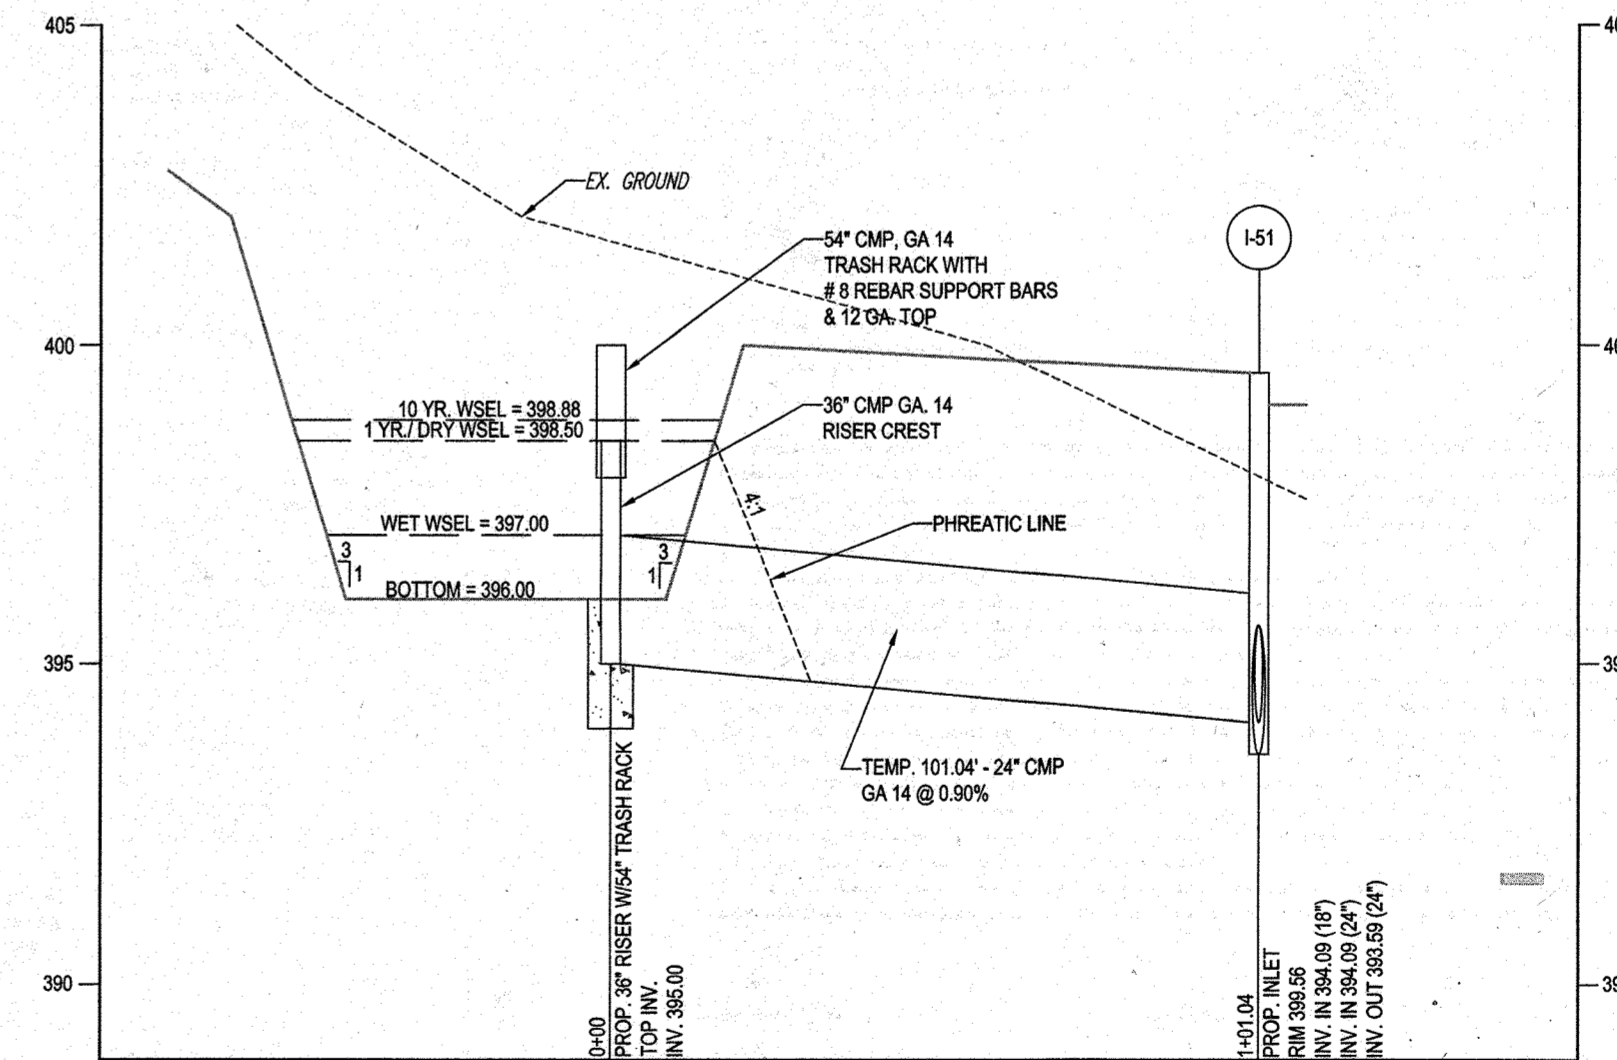 405
40
EX. GROUND
54" CMP, GA 14
TRASH RACK WITH
# 8 REBAR SUPPORT BARS
& 12 GA. TOP
I-51
400
40
10 YR. WSEL = 398.88
1 YR./ DRY WSEL = 398.50
36" CMP GA. 14
RISER CREST
4:1
WET WSEL = 397.00
PHREATIC LINE
3
1
3
1
BOTTOM = 396.00
395
39
TEMP. 101.04' - 24" CMP
GA 14 @ 0.90%
390
39
0+00
PROP. 36" RISER W/54" TRASH RACK
TOP INV.
INV. 395.00
1+01.04
PROP. INLET
RIM 399.56
INV. IN 394.09 (18")
INV. IN 394.09 (24")
INV. OUT 393.59 (24")